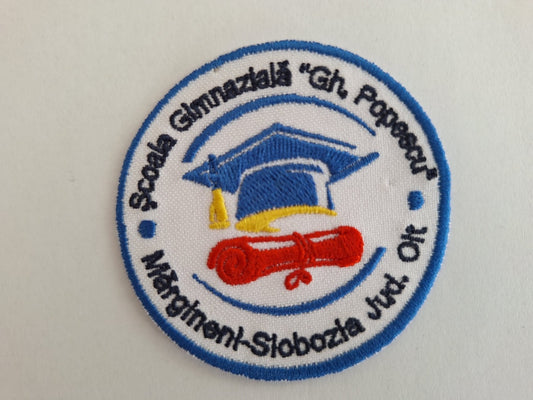 Școala Gimnazială "Gh. Popescu"
Mărgineni-Slobozia Jud. Olt